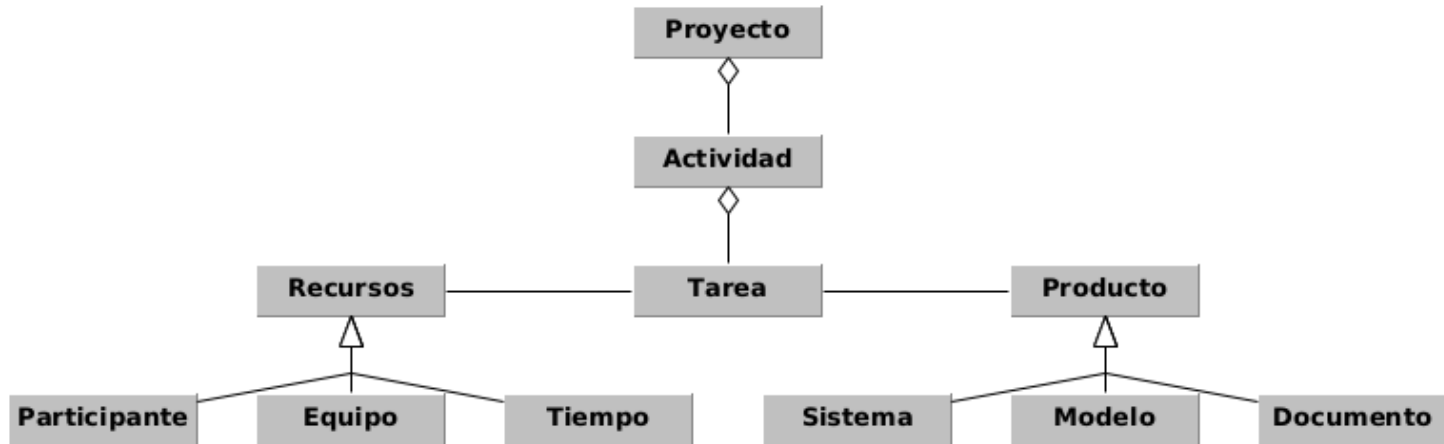 Proyecto
Actividad
Recursos
Tarea
Producto
Participante
Equipo
Tiempo
Sistema
Modelo
Documento